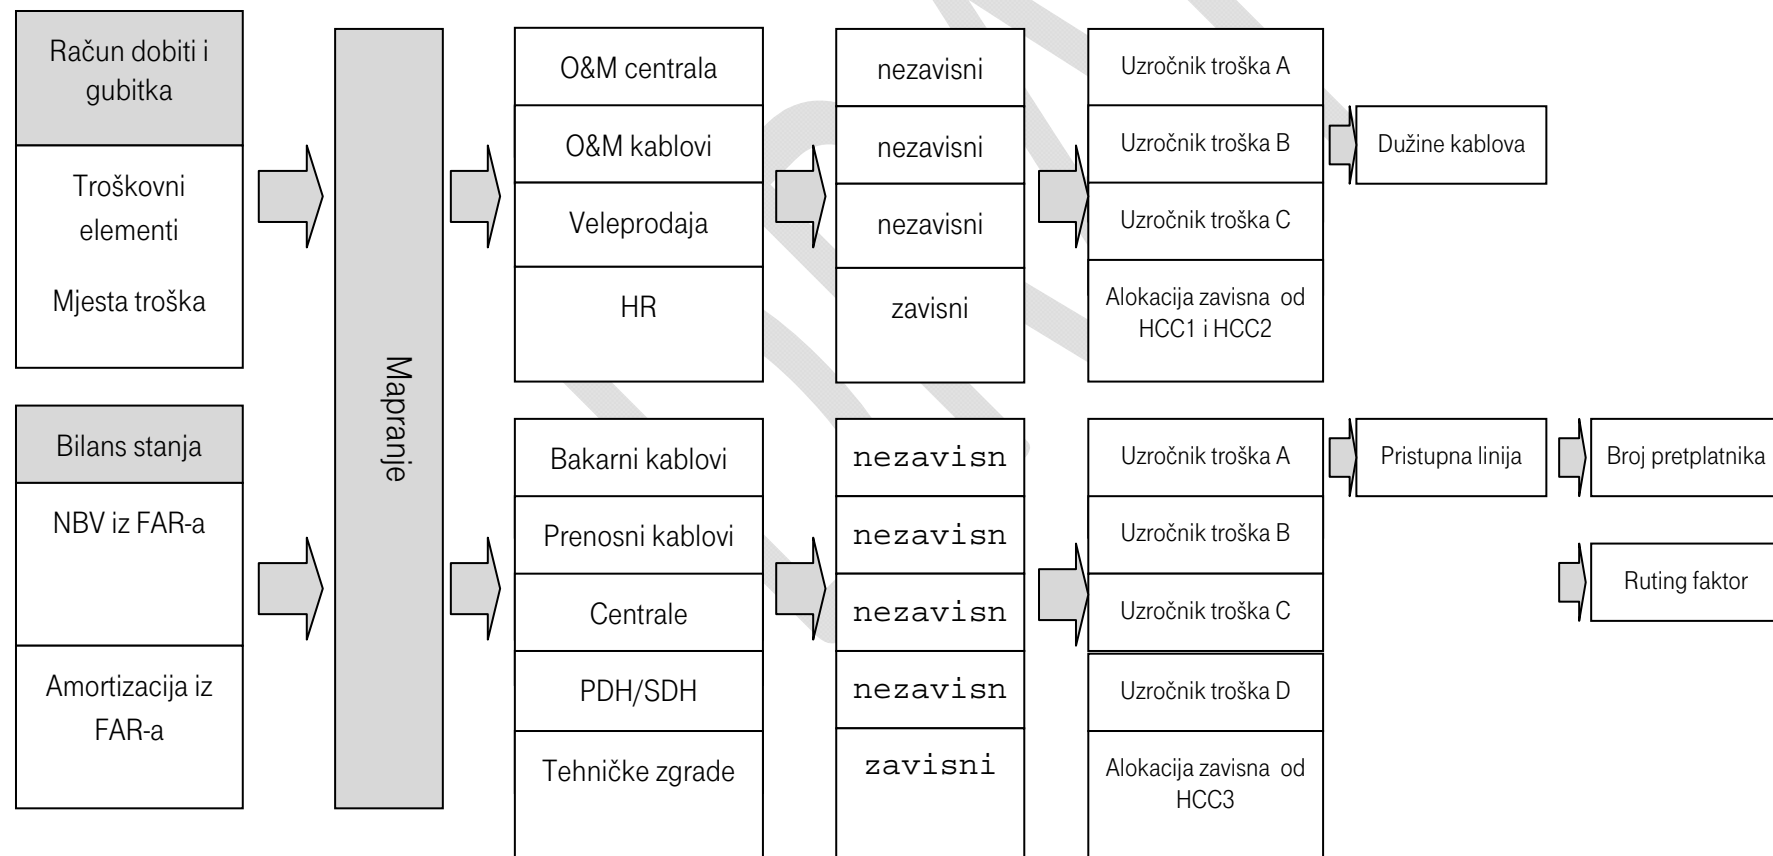 Račun dobiti i
gubitka
Troškovni
elementi
Mjesta troška
Bilans stanja
NBV iz FAR-a
Amortizacija iz
FAR-a
Mapranje
O&M centrala
O&M kablovi
Veleprodaja
HR
nezavisni
nezavisni
nezavisni
zavisni
Uzročnik troška A
Uzročnik troška B
Uzročnik troška C
Alokacija zavisna od
HCC1 i HCC2
Dužine kablova
Bakarni kablovi
Prenosni kablovi
Centrale
PDH/SDH
Tehničke zgrade
nezavisn
nezavisn
nezavisn
nezavisn
zavisni
Uzročnik troška A
Uzročnik troška B
Uzročnik troška C
Uzročnik troška D
Alokacija zavisna od
HCC3
Pristupna linija
Broj pretplatnika
Ruting faktor